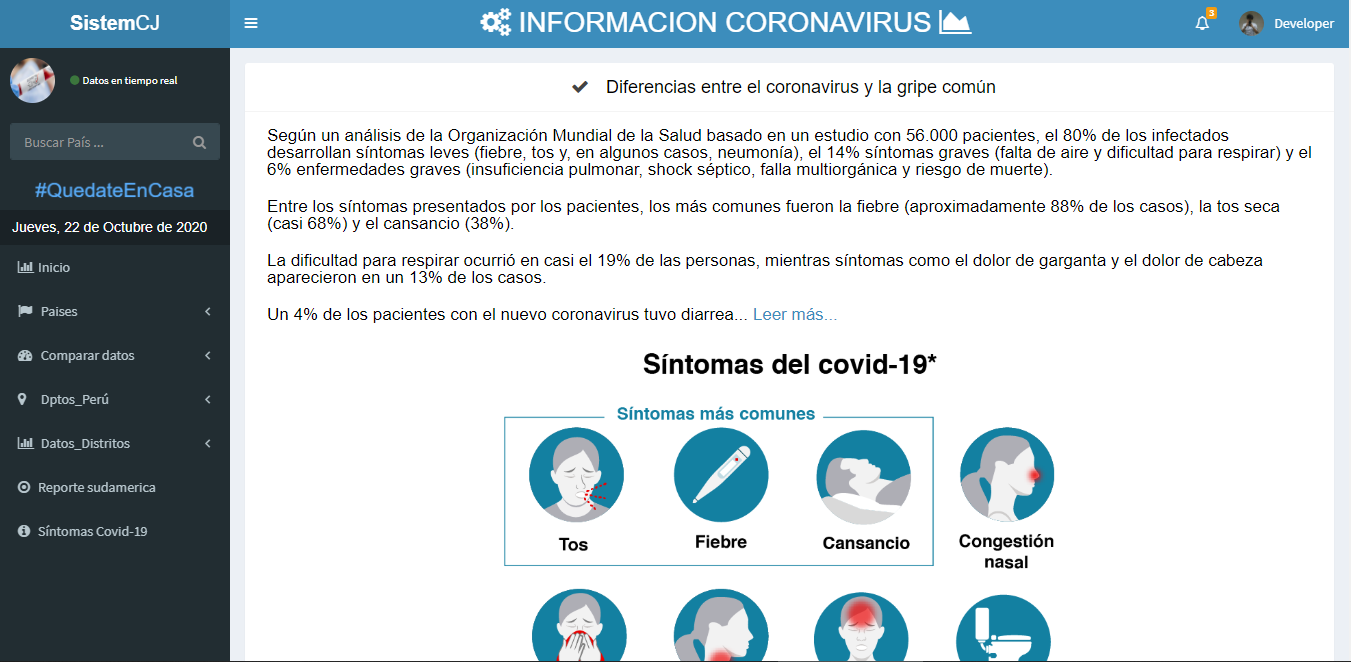 SistemCJ
INFORMACION CORONAVIRUS
3
Developer
Datos en tiempo real
Buscar País ...
#QuedateEnCasa
Jueves, 22 de Octubre de 2020
Inicio
Paises
Comparar datos
Dptos_Perú
Datos_Distritos
Reporte sudamerica
Síntomas Covid-19
Diferencias entre el coronavirus y la gripe común
Según un análisis de la Organización Mundial de la Salud basado en un estudio con 56.000 pacientes, el 80% de los infectados
desarrollan síntomas leves (fiebre, tos y, en algunos casos, neumonía), el 14% síntomas graves (falta de aire y dificultad para respirar) y el
6% enfermedades graves (insuficiencia pulmonar, shock séptico, falla multiorgánica y riesgo de muerte).
Entre los síntomas presentados por los pacientes, los más comunes fueron la fiebre (aproximadamente 88% de los casos), la tos seca
(casi 68%) y el cansancio (38%).
La dificultad para respirar ocurrió en casi el 19% de las personas, mientras síntomas como el dolor de garganta y el dolor de cabeza
aparecieron en un 13% de los casos.
Un 4% de los pacientes con el nuevo coronavirus tuvo diarrea... Leer más...
Síntomas del covid-19*
Síntomas más comunes
Tos
Fiebre
Cansancio
Congestión
nasal